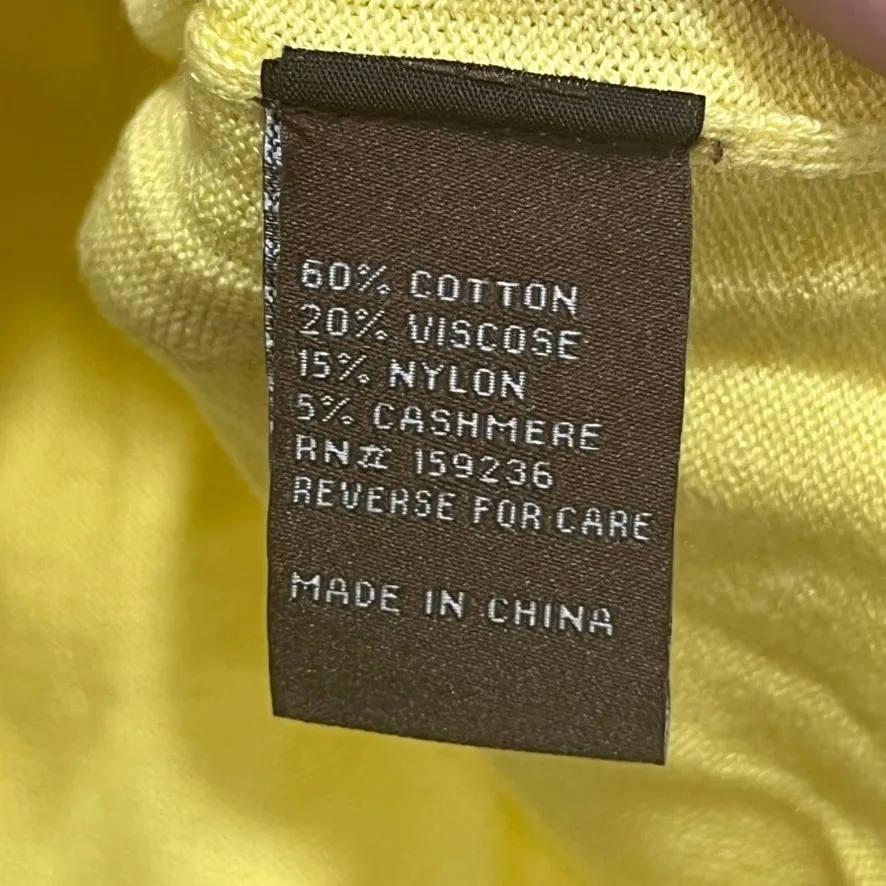 60% COTTON
20% VISCOSE
15% NYLON
5% CASHMERE
RN# 159236
REVERSE FOR CARE
MADE IN CHINA